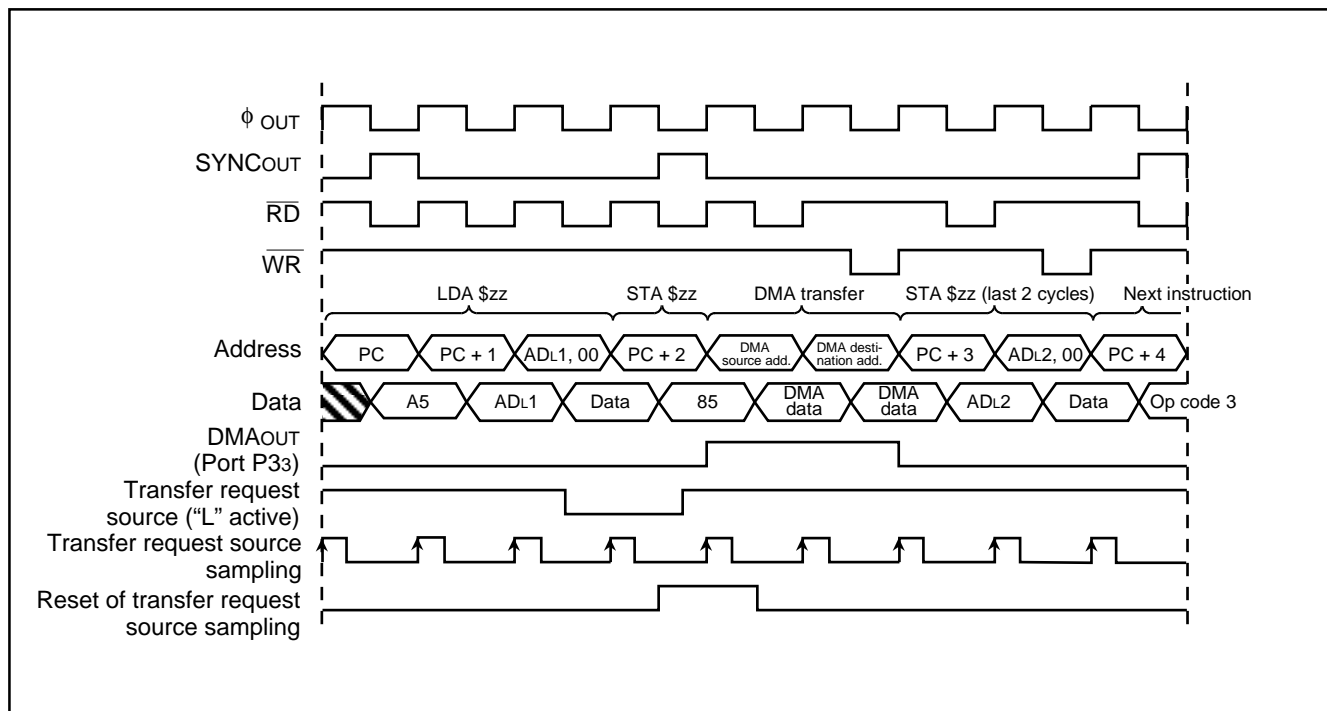 ϕ OUT
SYNCOUT
RD
WR
LDA $zz STA $zz DMA transfer STA $zz (last 2 cycles) Next instruction
Address PC PC + 1 ADL1, 00 PC + 2 DMA source add. DMA desti- nation add. PC + 3 ADL2, 00 PC + 4
Data A5 ADL1 Data 85 DMA data DMA data ADL2 Data Op code 3
DMAOUT
(Port P33)
Transfer request
source (“L” active)
Transfer request source
sampling
Reset of transfer request
source sampling